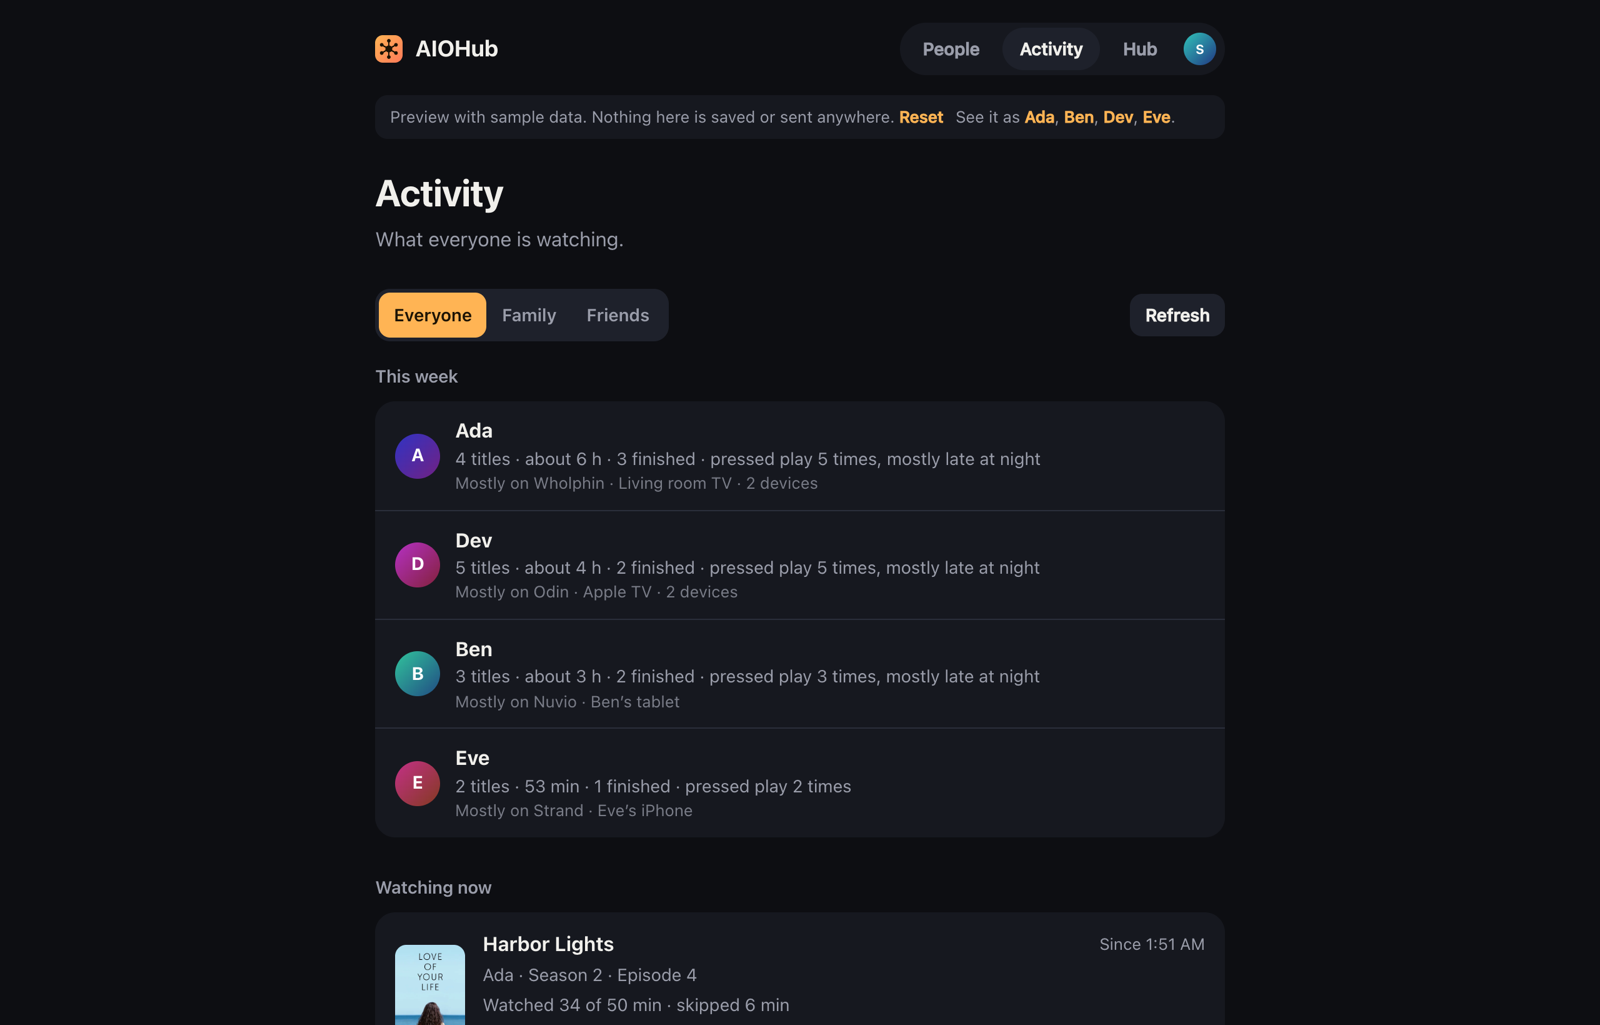 AIOHub
People
Activity
Hub
S
Preview with sample data. Nothing here is saved or sent anywhere. Reset See it as Ada, Ben, Dev, Eve.
Activity
What everyone is watching.
Everyone
Family
Friends
Refresh
This week
A
Ada
4 titles · about 6 h · 3 finished · pressed play 5 times, mostly late at night
Mostly on Wholphin · Living room TV · 2 devices
D
Dev
5 titles · about 4 h · 2 finished · pressed play 5 times, mostly late at night
Mostly on Odin · Apple TV · 2 devices
B
Ben
3 titles · about 3 h · 2 finished · pressed play 3 times, mostly late at night
Mostly on Nuvio · Ben’s tablet
E
Eve
2 titles · 53 min · 1 finished · pressed play 2 times
Mostly on Strand · Eve’s iPhone
Watching now
LOVE
OF
YOUR
LIFE
Harbor Lights
Since 1:51 AM
Ada · Season 2 · Episode 4
Watched 34 of 50 min · skipped 6 min